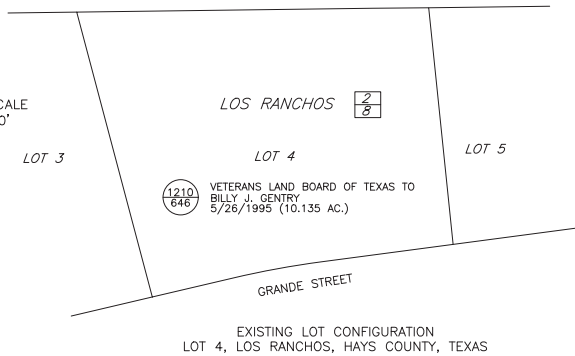 LOS RANCHOS 2
8
0'
LOT 3
LOT 4
LOT 5
1210
646
VETERANS LAND BOARD OF TEXAS TO
BILLY J. GENTRY
5/26/1995 (10.135 AC.)
GRANDE STREET
EXISTING LOT CONFIGURATION
LOT 4, LOS RANCHOS, HAYS COUNTY, TEXAS